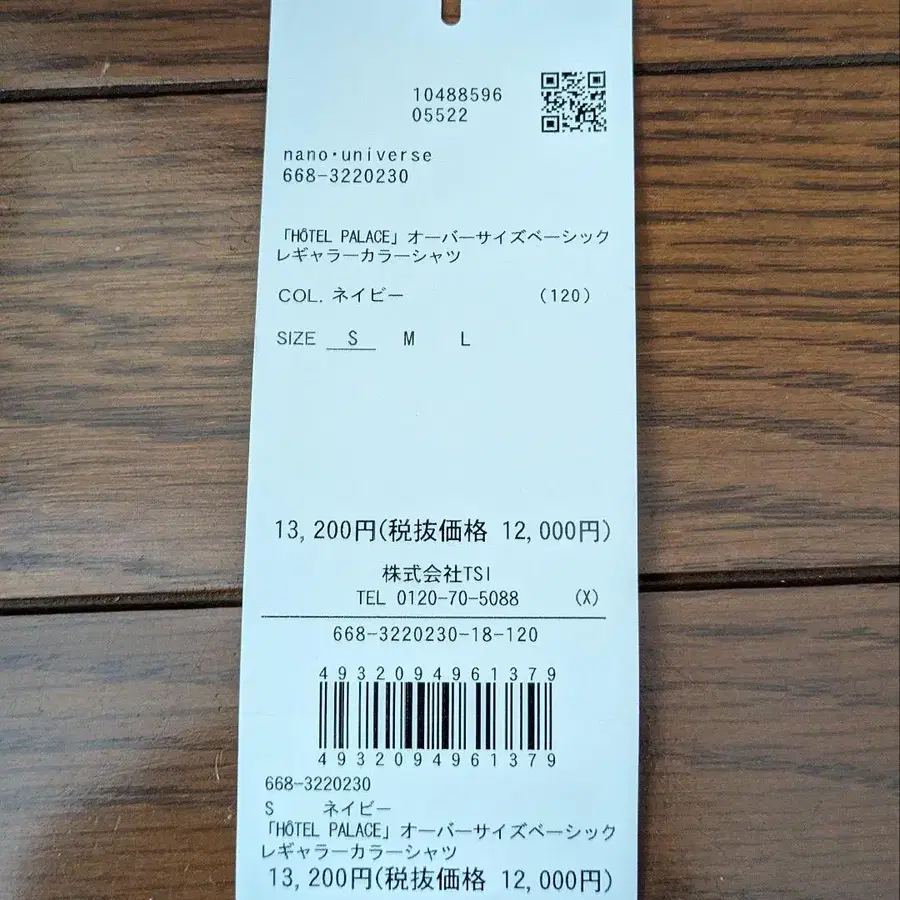 10488596
05522
nano・universe
668-3220230
「HÔTEL PALACE」オーバーサイズベーシック
レギャラーカラーシャツ
COL. ネイビー (120)
SIZE S M L
13,200円(税抜価格 12,000円)
株式会社TSI
TEL 0120-70-5088 (X)
668-3220230-18-120
4932094961379
4932094961379
668-3220230
S ネイビー
「HÔTEL PALACE」オーバーサイズベーシック
レギャラーカラーシャツ
13,200円(税抜価格 12,000円)